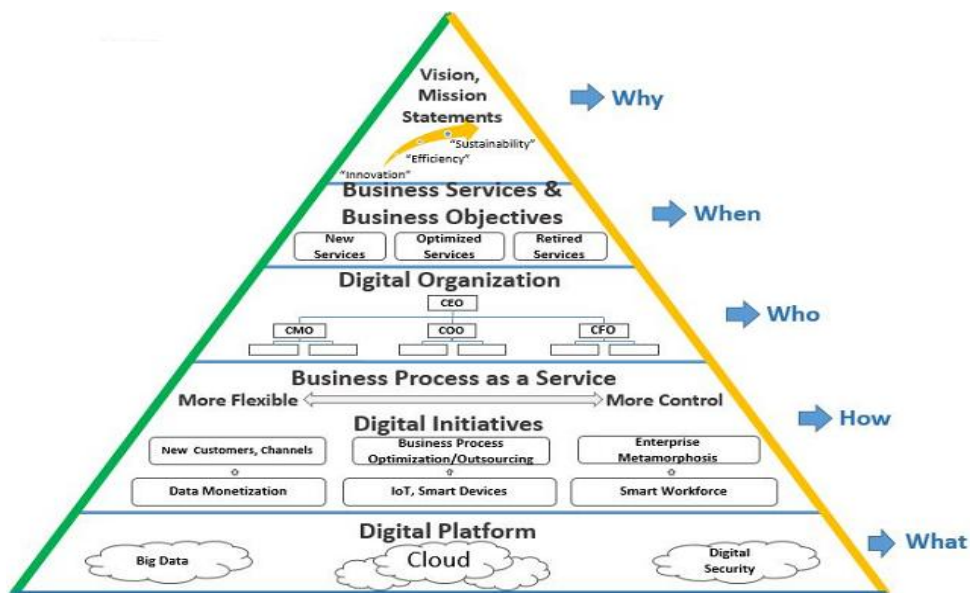 Vision,
Mission
Statements
Why
“Sustainability”
“Efficiency”
“Innovation”
Business Services &
Business Objectives
When
New
Services
Optimized
Services
Retired
Services
Digital Organization
CEO
Who
CMO
COO
CFO
Business Process as a Service
More Flexible
More Control
How
Digital Initiatives
New Customers, Channels
Business Process
Optimization/Outsourcing
Enterprise
Metamorphosis
Data Monetization
IoT, Smart Devices
Smart Workforce
Digital Platform
What
Big Data
Cloud
Digital
Security